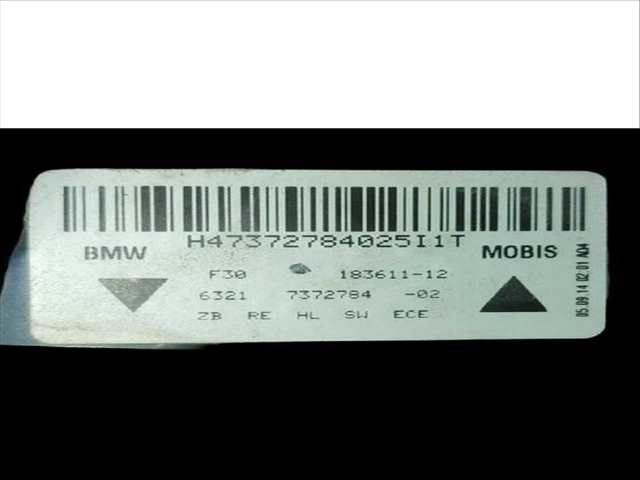 H47372784025I1T
BMW MOBIS
F30 183611-12
6321 7372784 -02
ZB RE HL SW ECE
05 09 14 02 01 A04